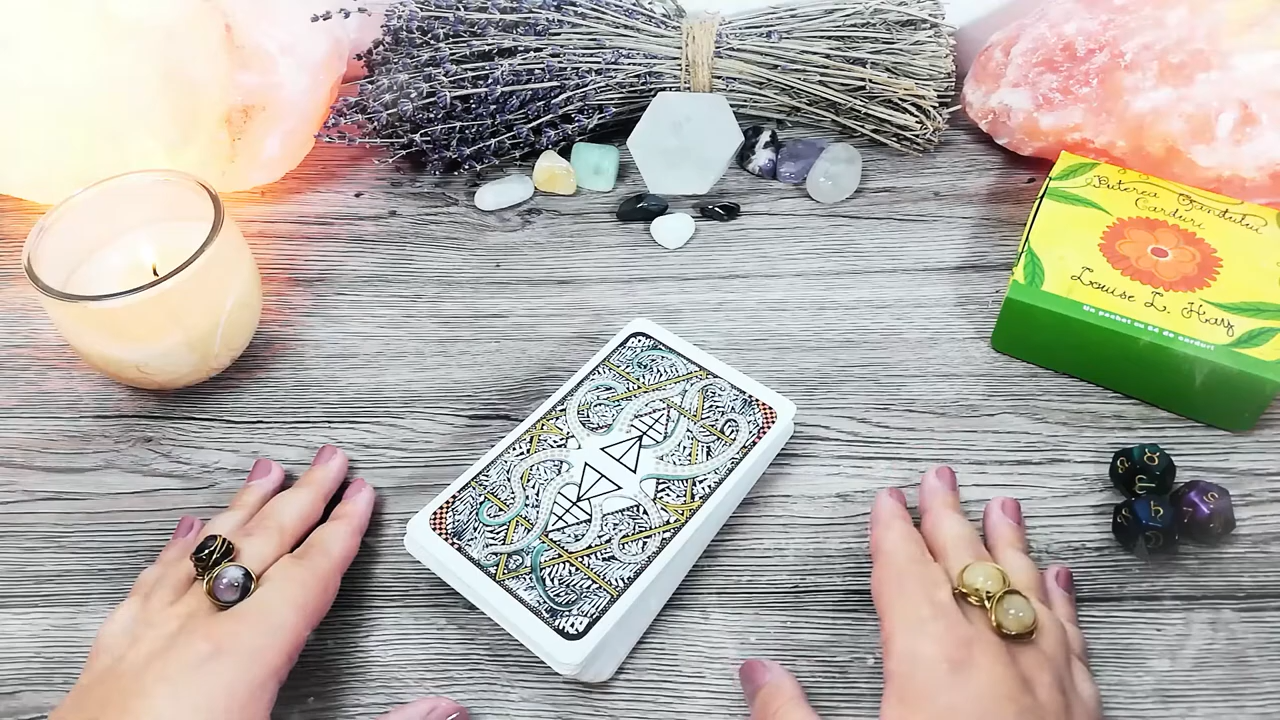 Puterea Gândului
Carduri
Louise L. Hay
Un pachet cu 64 de carduri